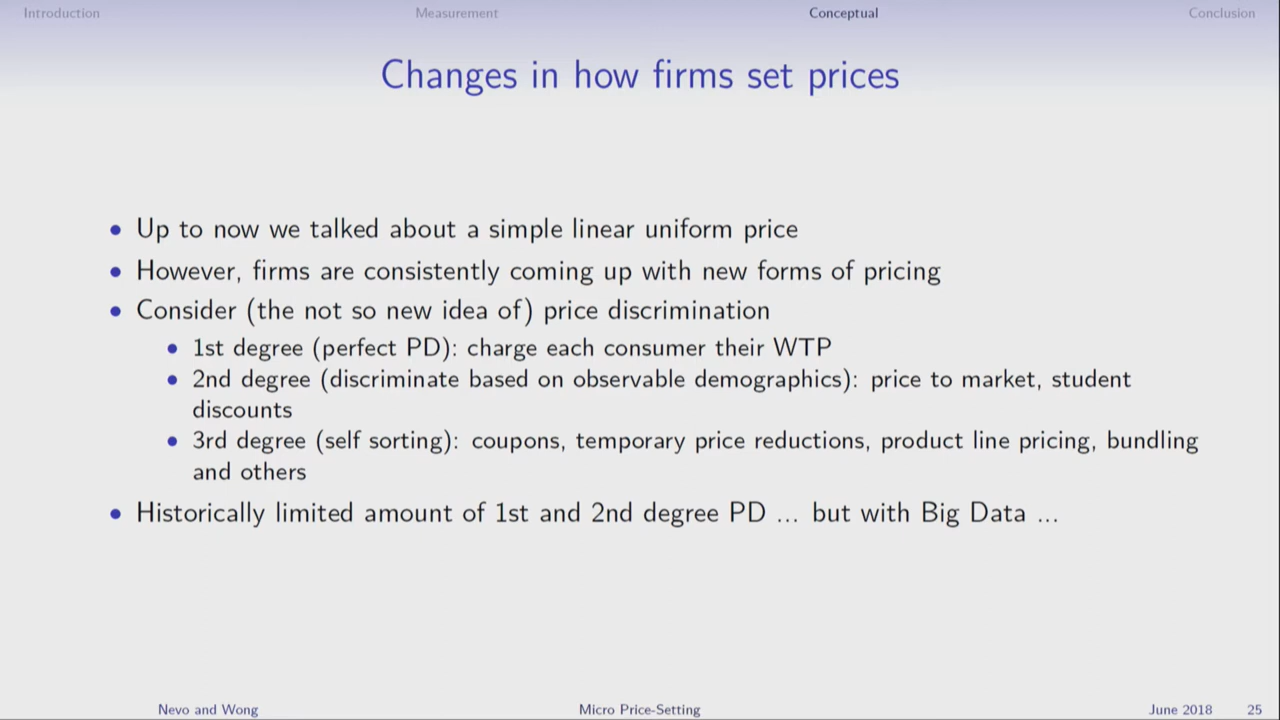 Introduction
Measurement
Conceptual
Conclusion
Changes in how firms set prices
• Up to now we talked about a simple linear uniform price
• However, firms are consistently coming up with new forms of pricing
• Consider (the not so new idea of) price discrimination
• 1st degree (perfect PD): charge each consumer their WTP
• 2nd degree (discriminate based on observable demographics): price to market, student
discounts
• 3rd degree (self sorting): coupons, temporary price reductions, product line pricing, bundling
and others
• Historically limited amount of 1st and 2nd degree PD ... but with Big Data ...
Nevo and Wong
Micro Price-Setting
June 2018
25